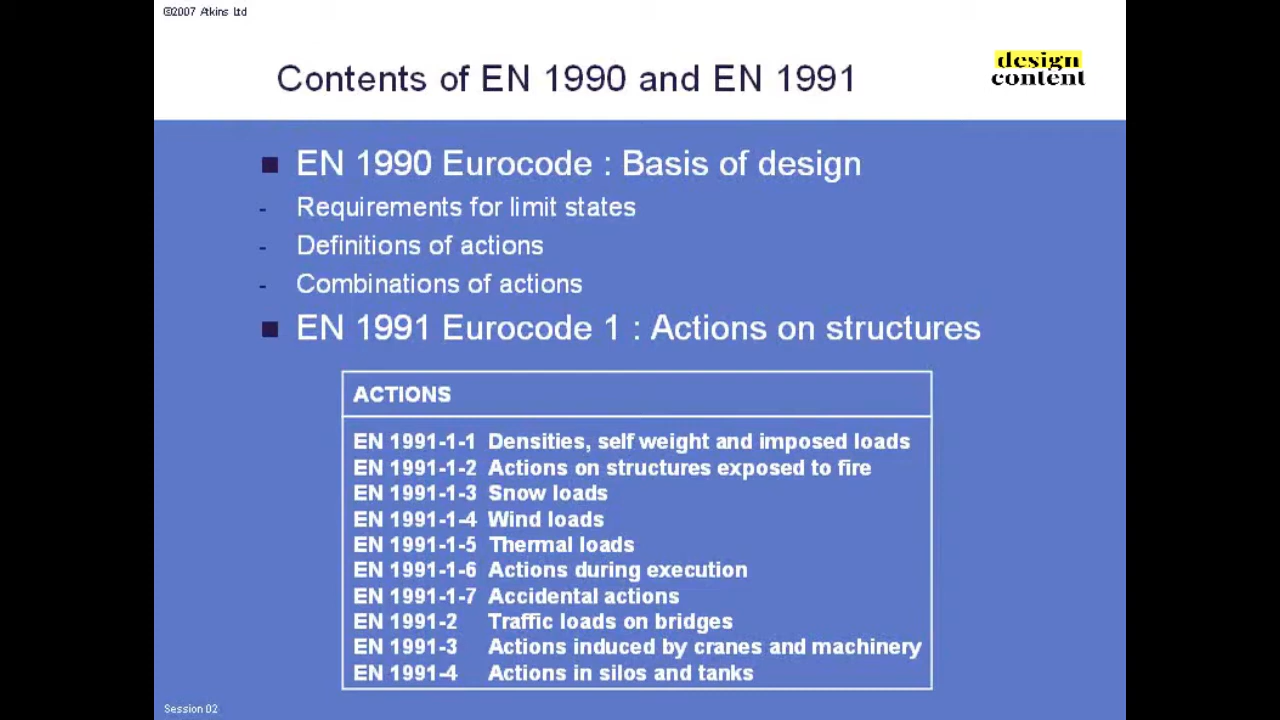 ©2007 Atkins Ltd
Contents of EN 1990 and EN 1991
design
content
EN 1990 Eurocode : Basis of design
- Requirements for limit states
- Definitions of actions
- Combinations of actions
EN 1991 Eurocode 1 : Actions on structures
ACTIONS
EN 1991-1-1 Densities, self weight and imposed loads
EN 1991-1-2 Actions on structures exposed to fire
EN 1991-1-3 Snow loads
EN 1991-1-4 Wind loads
EN 1991-1-5 Thermal loads
EN 1991-1-6 Actions during execution
EN 1991-1-7 Accidental actions
EN 1991-2 Traffic loads on bridges
EN 1991-3 Actions induced by cranes and machinery
EN 1991-4 Actions in silos and tanks
Session 02